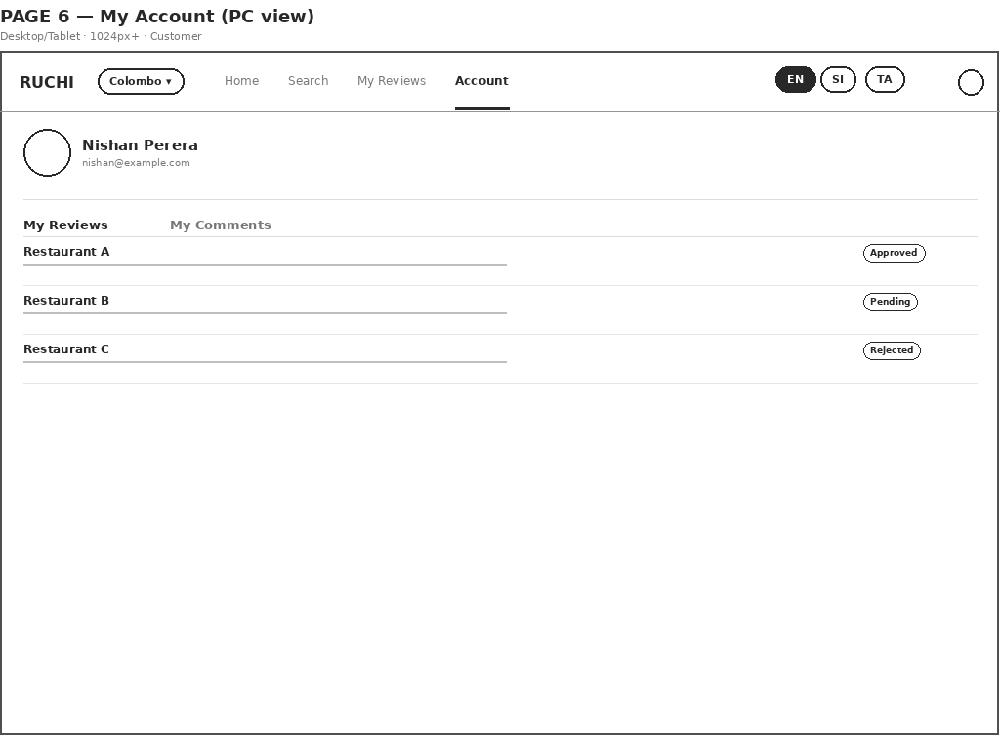 PAGE 6 — My Account (PC view)
Desktop/Tablet · 1024px+ · Customer
RUCHI Colombo ▾ Home Search My Reviews Account EN SI TA
Nishan Perera
nishan@example.com
My Reviews My Comments
Restaurant A Approved
Restaurant B Pending
Restaurant C Rejected